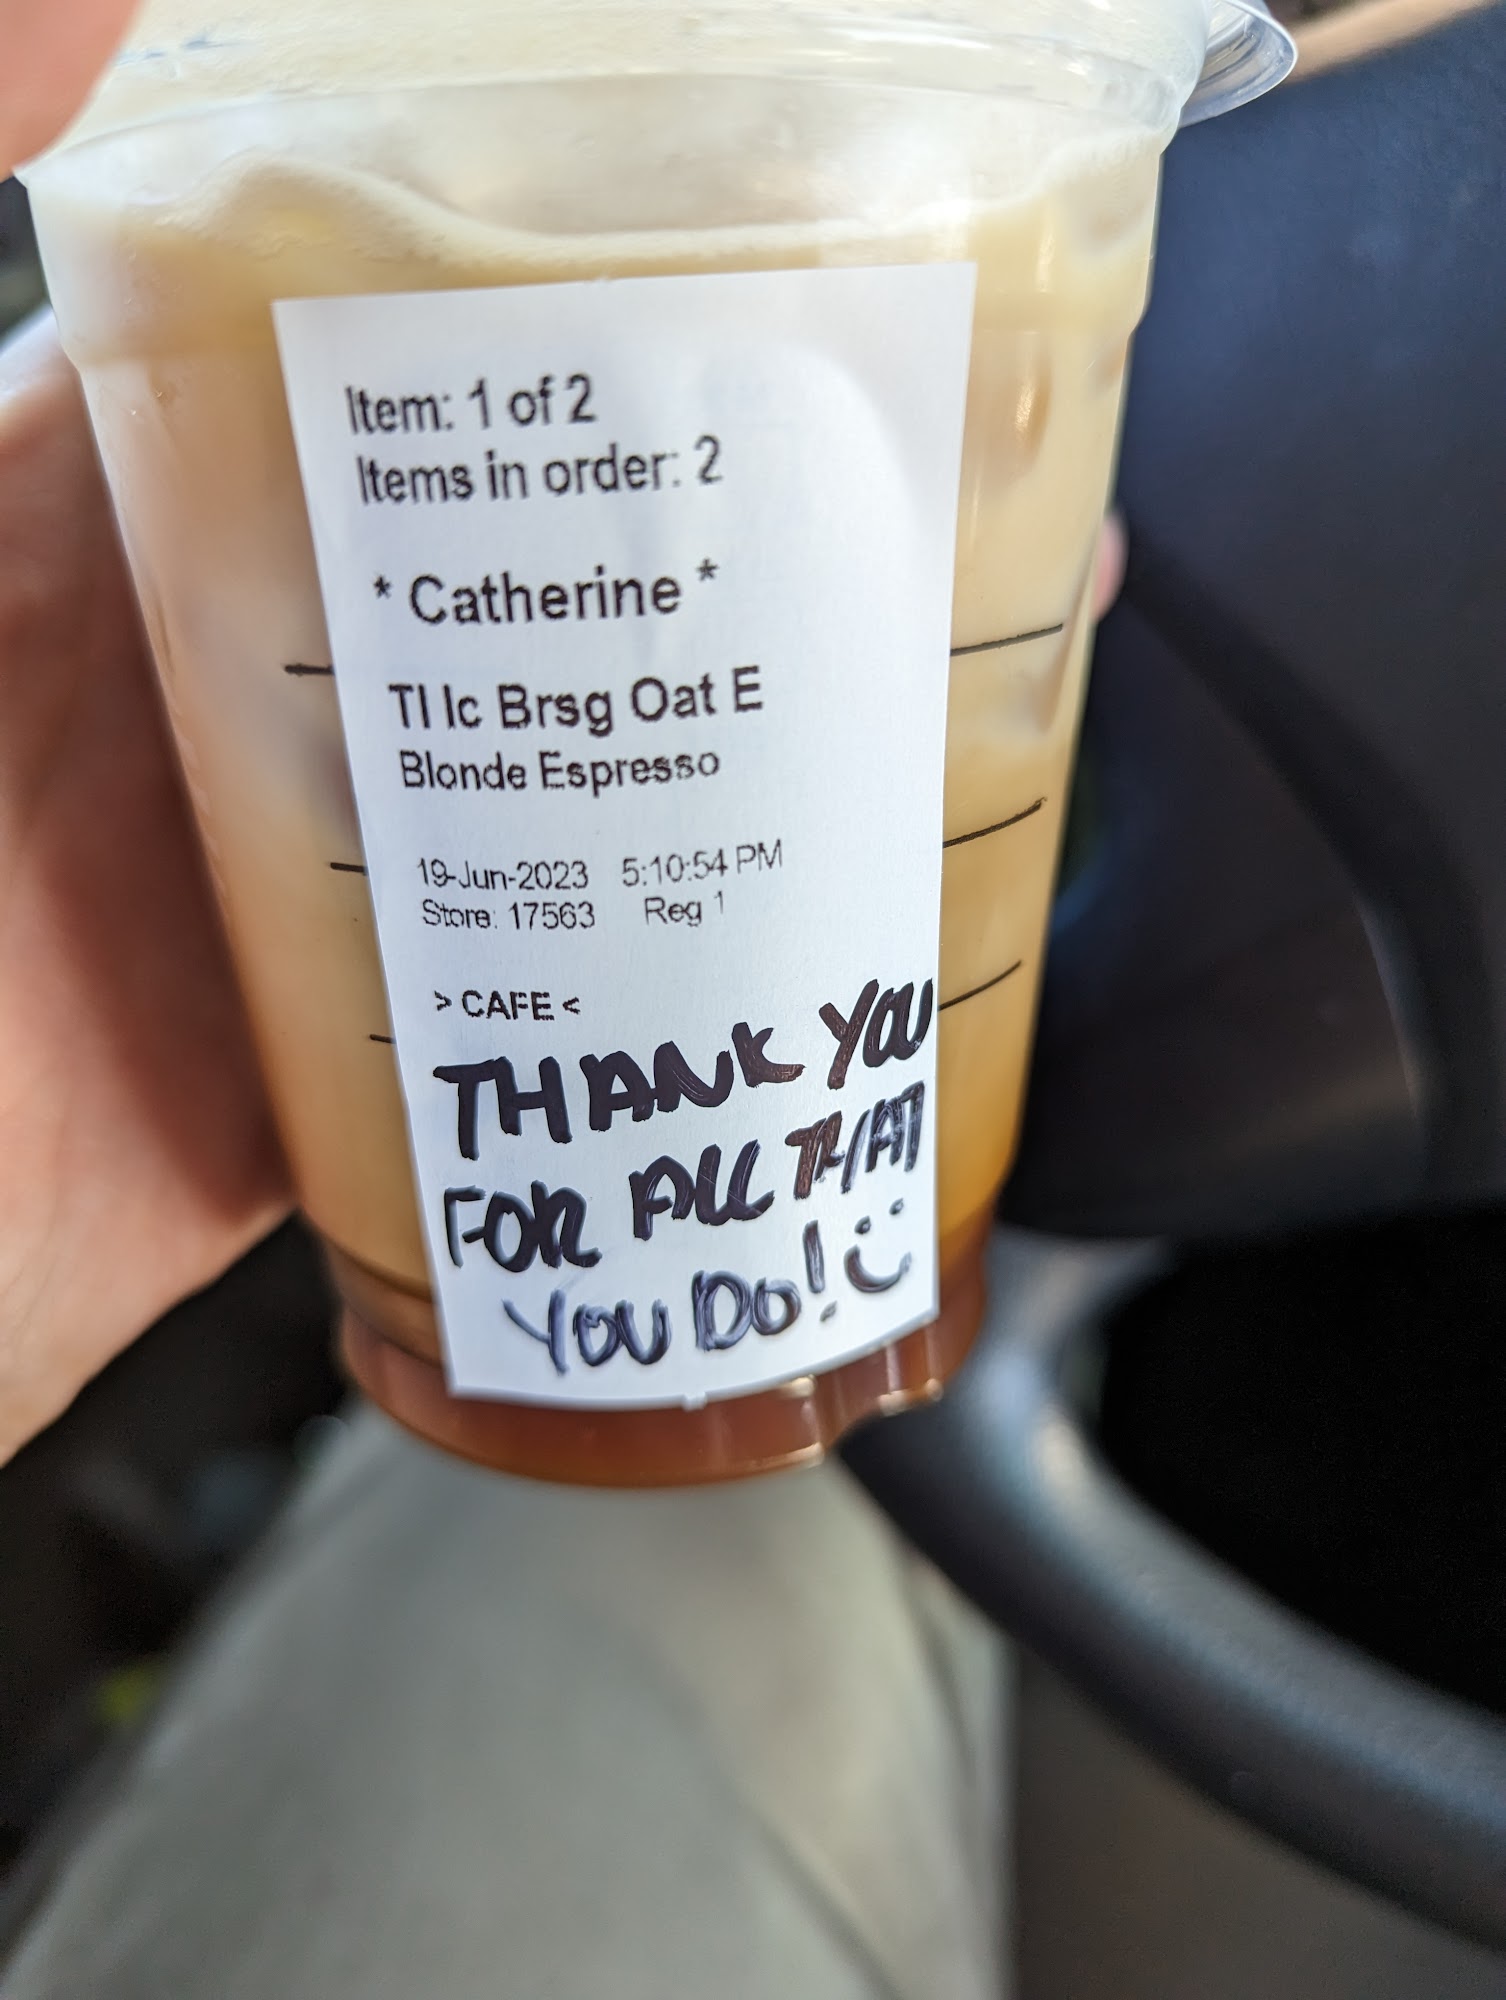 Item: 1 of 2
Items in order: 2
* Catherine *
Tl Ic Brsg Oat E
Blonde Espresso
19-Jun-2023 5:10:54 PM
Store: 17563 Reg 1
> CAFE <
THANK YOU
FOR ALL THAT
YOU DO!